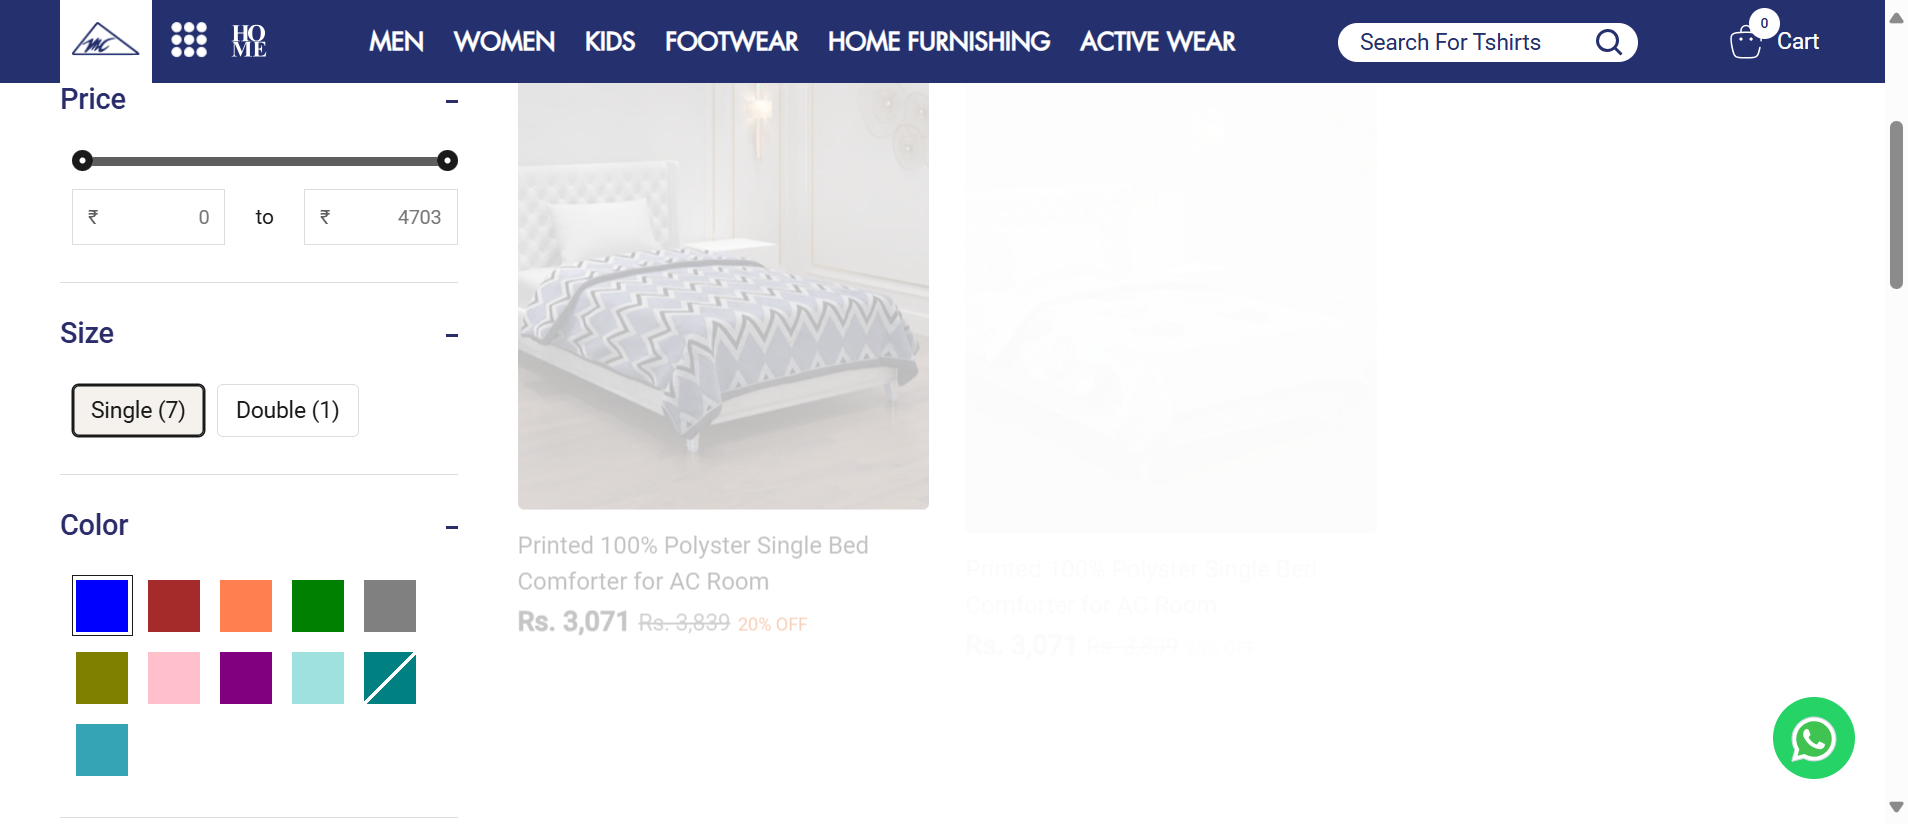 MC
HO
ME
MEN WOMEN KIDS FOOTWEAR HOME FURNISHING ACTIVE WEAR
Search For Tshirts
0
Cart
Price
₹ 0 to ₹ 4703
Size
Single (7) Double (1)
Color
Printed 100% Polyster Single Bed
Comforter for AC Room
Rs. 3,071 Rs. 3,839 20% OFF
Printed 100% Polyster Single Bed
Comforter for AC Room
Rs. 3,071 Rs. 3,839 20% OFF